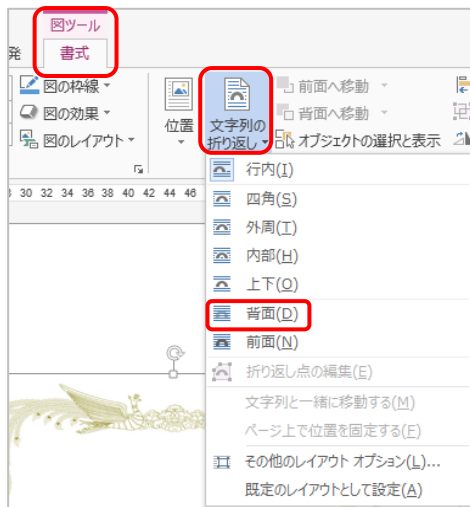 図ツール
発
書式
図の枠線
図の効果
図のレイアウト
位置
文字列の
折り返し
前面へ移動
背面へ移動
オブジェクトの選択と表示
30 32 34 36 38 40 42 44 46
行内(I)
四角(S)
外周(T)
内部(H)
上下(O)
背面(D)
前面(N)
折り返し点の編集(E)
文字列と一緒に移動する(M)
ページ上で位置を固定する(F)
その他のレイアウト オプション(L)...
既定のレイアウトとして設定(A)